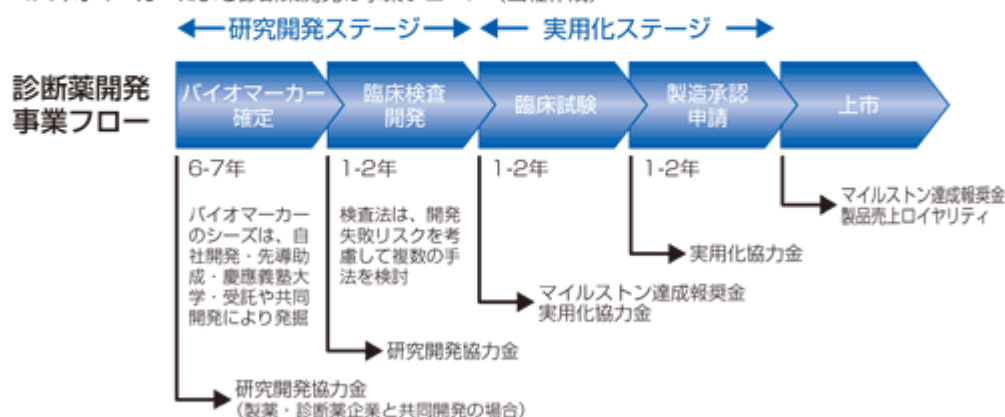 研究開発ステージ
実用化ステージ
診断薬開発
事業フロー
バイオマーカー
確定
臨床検査
開発
臨床試験
製造承認
申請
上市
6-7年
1-2年
1-2年
1-2年
バイオマーカー
のシーズは、自
社開発・先導助
成・慶應義塾大
学・受託や共同
開発により発掘
検査法は、開発
失敗リスクを考
慮して複数の手
法を検討
マイルストン達成報奨金
製品売上ロイヤリティ
実用化協力金
マイルストン達成報奨金
実用化協力金
研究開発協力金
研究開発協力金
(製薬・診断薬企業と共同開発の場合)